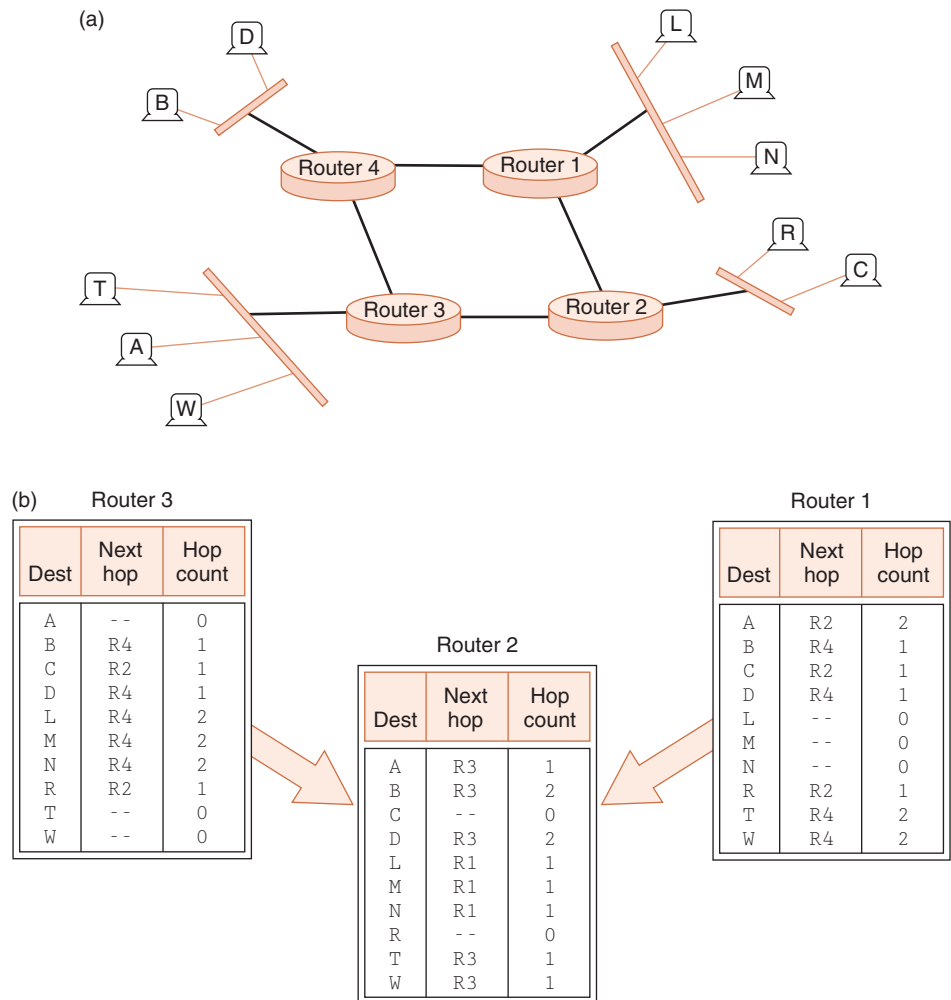 (a)
D
L
B
M
N
Router 4
Router 1
R
C
T
Router 3
Router 2
A
W
(b)
Router 3
Dest Next hop Hop count
A -- 0
B R4 1
C R2 1
D R4 1
L R4 2
M R4 2
N R4 2
R R2 1
T -- 0
W -- 0
Router 2
Dest Next hop Hop count
A R3 1
B R3 2
C -- 0
D R3 2
L R1 1
M R1 1
N R1 1
R -- 0
T R3 1
W R3 1
Router 1
Dest Next hop Hop count
A R2 2
B R4 1
C R2 1
D R4 1
L -- 0
M -- 0
N -- 0
R R2 1
T R4 2
W R4 2